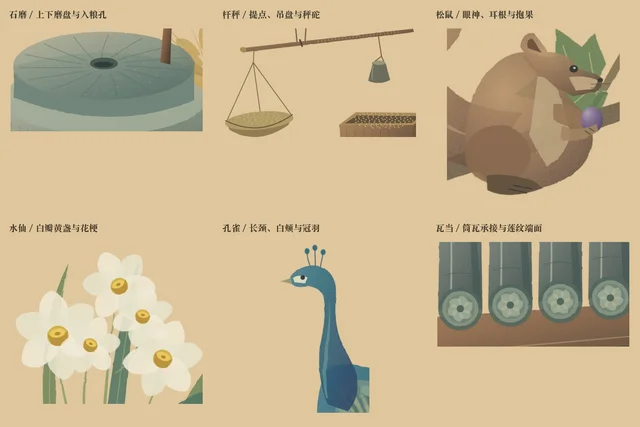 石磨 / 上下磨盘与入粮孔
杆秤 / 提点、吊盘与秤砣
松鼠 / 眼神、耳根与抱果
水仙 / 白瓣黄盏与花梗
孔雀 / 长颈、白颊与冠羽
瓦当 / 筒瓦承接与莲纹端面